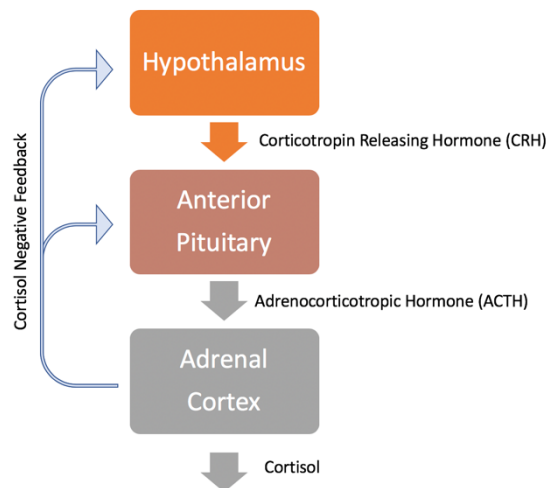 Hypothalamus
Corticotropin Releasing Hormone (CRH)
Anterior
Pituitary
Cortisol Negative Feedback
Adrenocorticotropic Hormone (ACTH)
Adrenal
Cortex
Cortisol